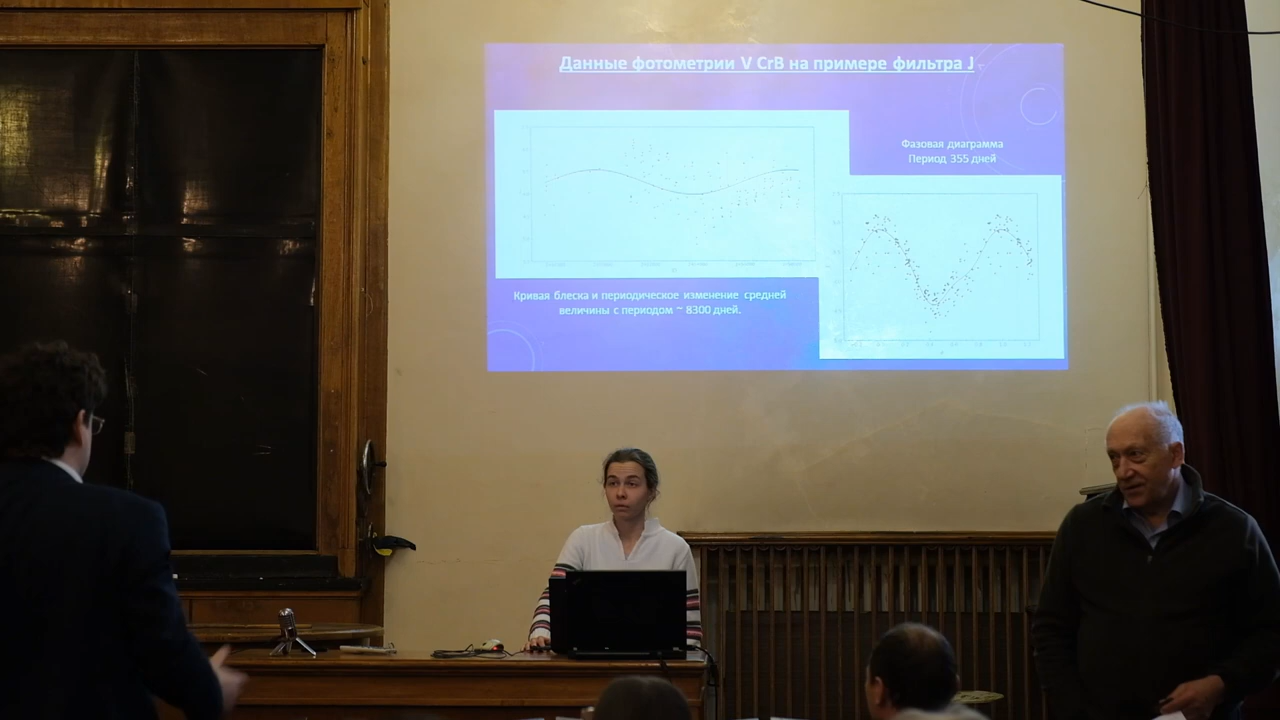 Данные фотометрии V CrB на примере фильтра J
Фазовая диаграмма
Период 355 дней
Кривая блеска и периодическое изменение средней
величины с периодом ~ 8300 дней.